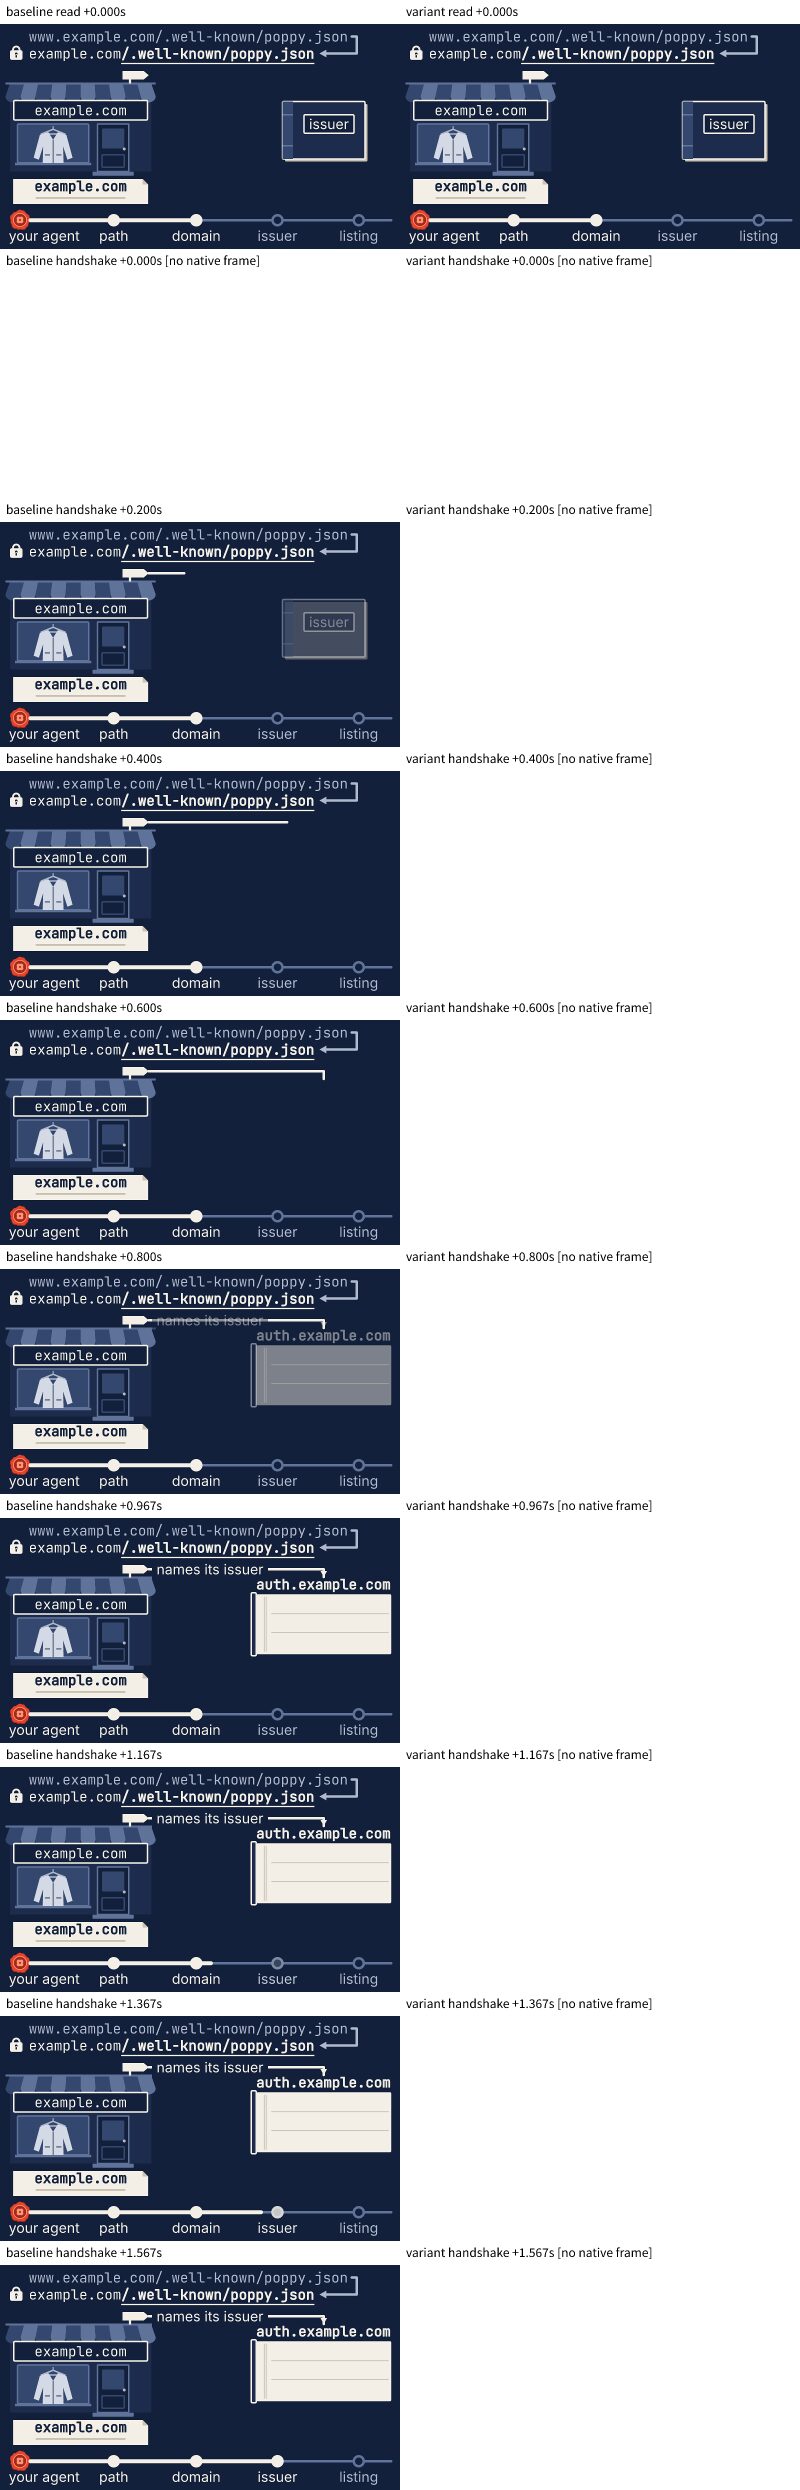 baseline read +0.000s
variant read +0.000s
www.example.com/.well-known/poppy.json
example.com/.well-known/poppy.json
example.com
issuer
example.com
your agent path domain issuer listing
www.example.com/.well-known/poppy.json
example.com/.well-known/poppy.json
example.com
issuer
example.com
your agent path domain issuer listing
baseline handshake +0.000s [no native frame]
variant handshake +0.000s [no native frame]
baseline handshake +0.200s
variant handshake +0.200s [no native frame]
www.example.com/.well-known/poppy.json
example.com/.well-known/poppy.json
example.com
issuer
example.com
your agent path domain issuer listing
baseline handshake +0.400s
variant handshake +0.400s [no native frame]
www.example.com/.well-known/poppy.json
example.com/.well-known/poppy.json
example.com
example.com
your agent path domain issuer listing
baseline handshake +0.600s
variant handshake +0.600s [no native frame]
www.example.com/.well-known/poppy.json
example.com/.well-known/poppy.json
example.com
example.com
your agent path domain issuer listing
baseline handshake +0.800s
variant handshake +0.800s [no native frame]
www.example.com/.well-known/poppy.json
example.com/.well-known/poppy.json
names its issuer
auth.example.com
example.com
example.com
your agent path domain issuer listing
baseline handshake +0.967s
variant handshake +0.967s [no native frame]
www.example.com/.well-known/poppy.json
example.com/.well-known/poppy.json
names its issuer
auth.example.com
example.com
example.com
your agent path domain issuer listing
baseline handshake +1.167s
variant handshake +1.167s [no native frame]
www.example.com/.well-known/poppy.json
example.com/.well-known/poppy.json
names its issuer
auth.example.com
example.com
example.com
your agent path domain issuer listing
baseline handshake +1.367s
variant handshake +1.367s [no native frame]
www.example.com/.well-known/poppy.json
example.com/.well-known/poppy.json
names its issuer
auth.example.com
example.com
example.com
your agent path domain issuer listing
baseline handshake +1.567s
variant handshake +1.567s [no native frame]
www.example.com/.well-known/poppy.json
example.com/.well-known/poppy.json
names its issuer
auth.example.com
example.com
example.com
your agent path domain issuer listing